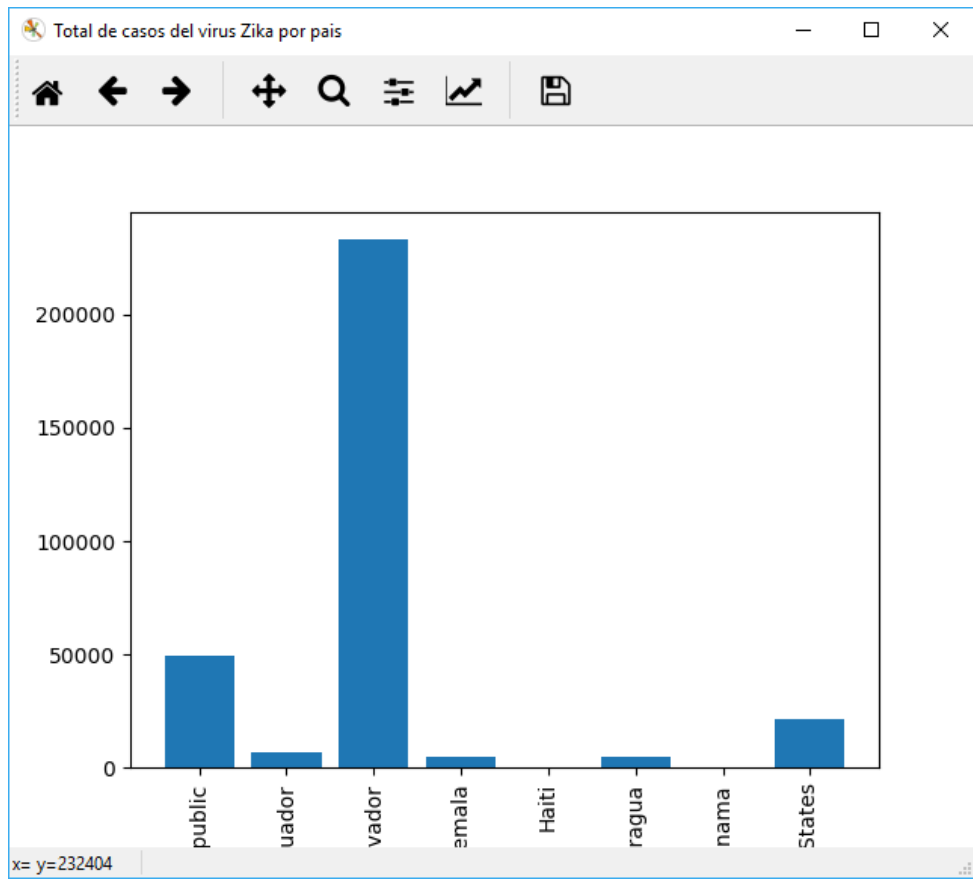 Total de casos del virus Zika por pais
200000
150000
100000
50000
0
public
uador
vador
emala
Haiti
ragua
nama
States
x= y=232404